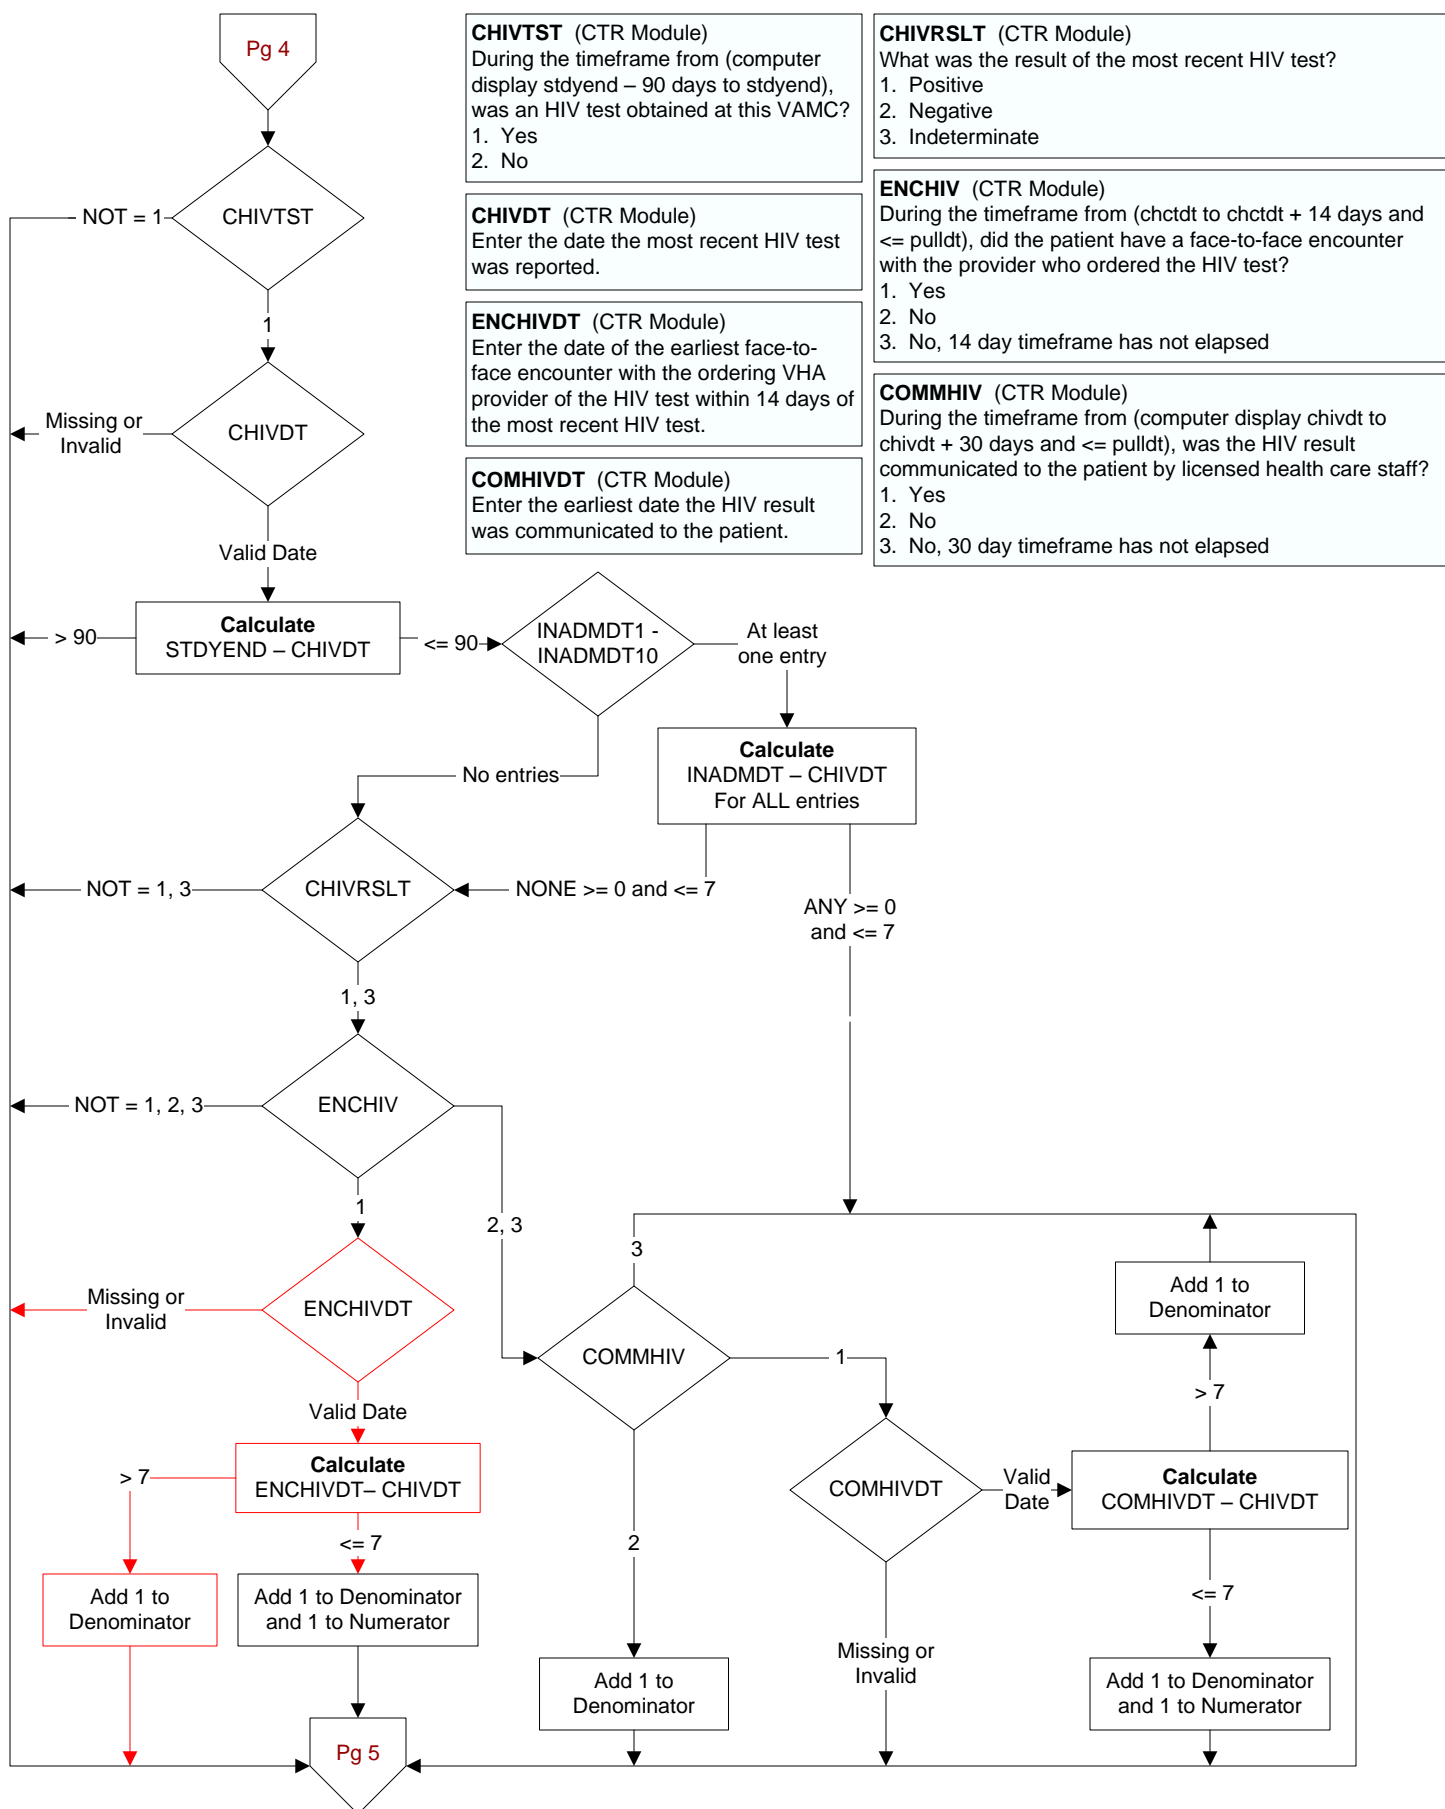 Pg 4
CHIVTST (CTR Module)
During the timeframe from (computer
display stdyend – 90 days to stdyend),
was an HIV test obtained at this VAMC?
1. Yes
2. No
CHIVDT (CTR Module)
Enter the date the most recent HIV test
was reported.
ENCHIVDT (CTR Module)
Enter the date of the earliest face-to-
face encounter with the ordering VHA
provider of the HIV test within 14 days of
the most recent HIV test.
COMHIVDT (CTR Module)
Enter the earliest date the HIV result
was communicated to the patient.
CHIVRSLT (CTR Module)
What was the result of the most recent HIV test?
1. Positive
2. Negative
3. Indeterminate
ENCHIV (CTR Module)
During the timeframe from (chctdt to chctdt + 14 days and
<= pulldt), did the patient have a face-to-face encounter
with the provider who ordered the HIV test?
1. Yes
2. No
3. No, 14 day timeframe has not elapsed
COMMHIV (CTR Module)
During the timeframe from (computer display chivdt to
chivdt + 30 days and <= pulldt), was the HIV result
communicated to the patient by licensed health care staff?
1. Yes
2. No
3. No, 30 day timeframe has not elapsed
NOT = 1
CHIVTST
1
Missing or
Invalid
CHIVDT
Valid Date
> 90
Calculate
STDYEND – CHIVDT
<= 90
INADMDT1 -
INADMDT10
At least
one entry
No entries
Calculate
INADMDT – CHIVDT
For ALL entries
NOT = 1, 3
CHIVRSLT
NONE >= 0 and <= 7
ANY >= 0
and <= 7
1, 3
NOT = 1, 2, 3
ENCHIV
1
2, 3
Missing or
Invalid
ENCHIVDT
Valid Date
> 7
Calculate
ENCHIVDT– CHIVDT
<= 7
Add 1 to
Denominator
Add 1 to Denominator
and 1 to Numerator
3
COMMHIV
1
2
Add 1 to
Denominator
COMHIVDT
Missing or
Invalid
Valid
Date
Calculate
COMHIVDT – CHIVDT
> 7
Add 1 to
Denominator
<= 7
Add 1 to Denominator
and 1 to Numerator
Pg 5